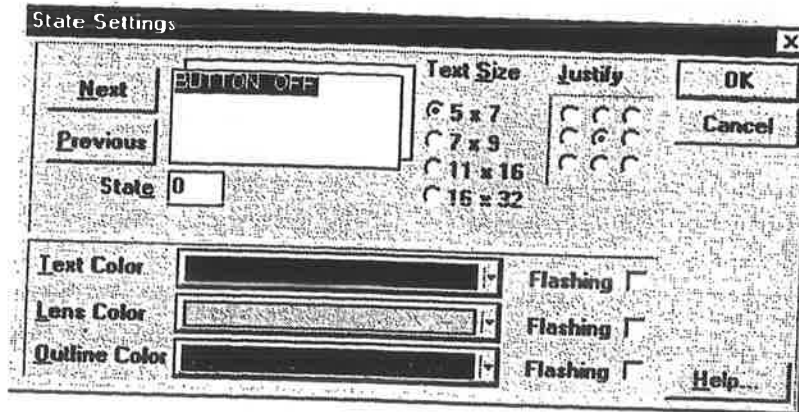 State Settings
Next
Previous
State 0
BUTTON OFF
Text Size
5 x 7
7 x 9
11 x 16
16 x 32
Justify
OK
Cancel
Text Color
Flashing
Lens Color
Flashing
Outline Color
Flashing
Help...